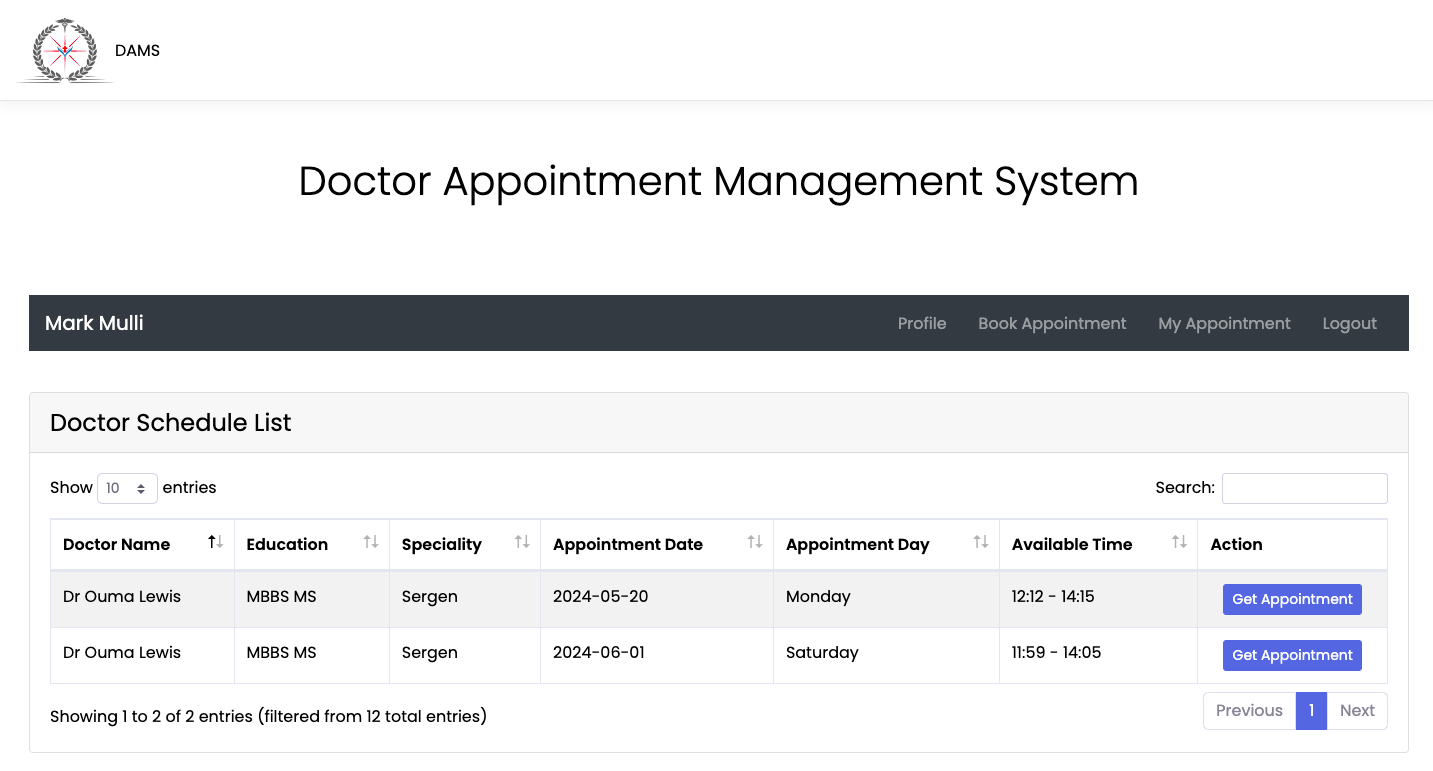 DAMS
Doctor Appointment Management System
Mark Mulli Profile Book Appointment My Appointment Logout
Doctor Schedule List
Show 10 entries Search:
Doctor Name Education Speciality Appointment Date Appointment Day Available Time Action
Dr Ouma Lewis MBBS MS Sergen 2024-05-20 Monday 12:12 - 14:15 Get Appointment
Dr Ouma Lewis MBBS MS Sergen 2024-06-01 Saturday 11:59 - 14:05 Get Appointment
Showing 1 to 2 of 2 entries (filtered from 12 total entries) Previous 1 Next